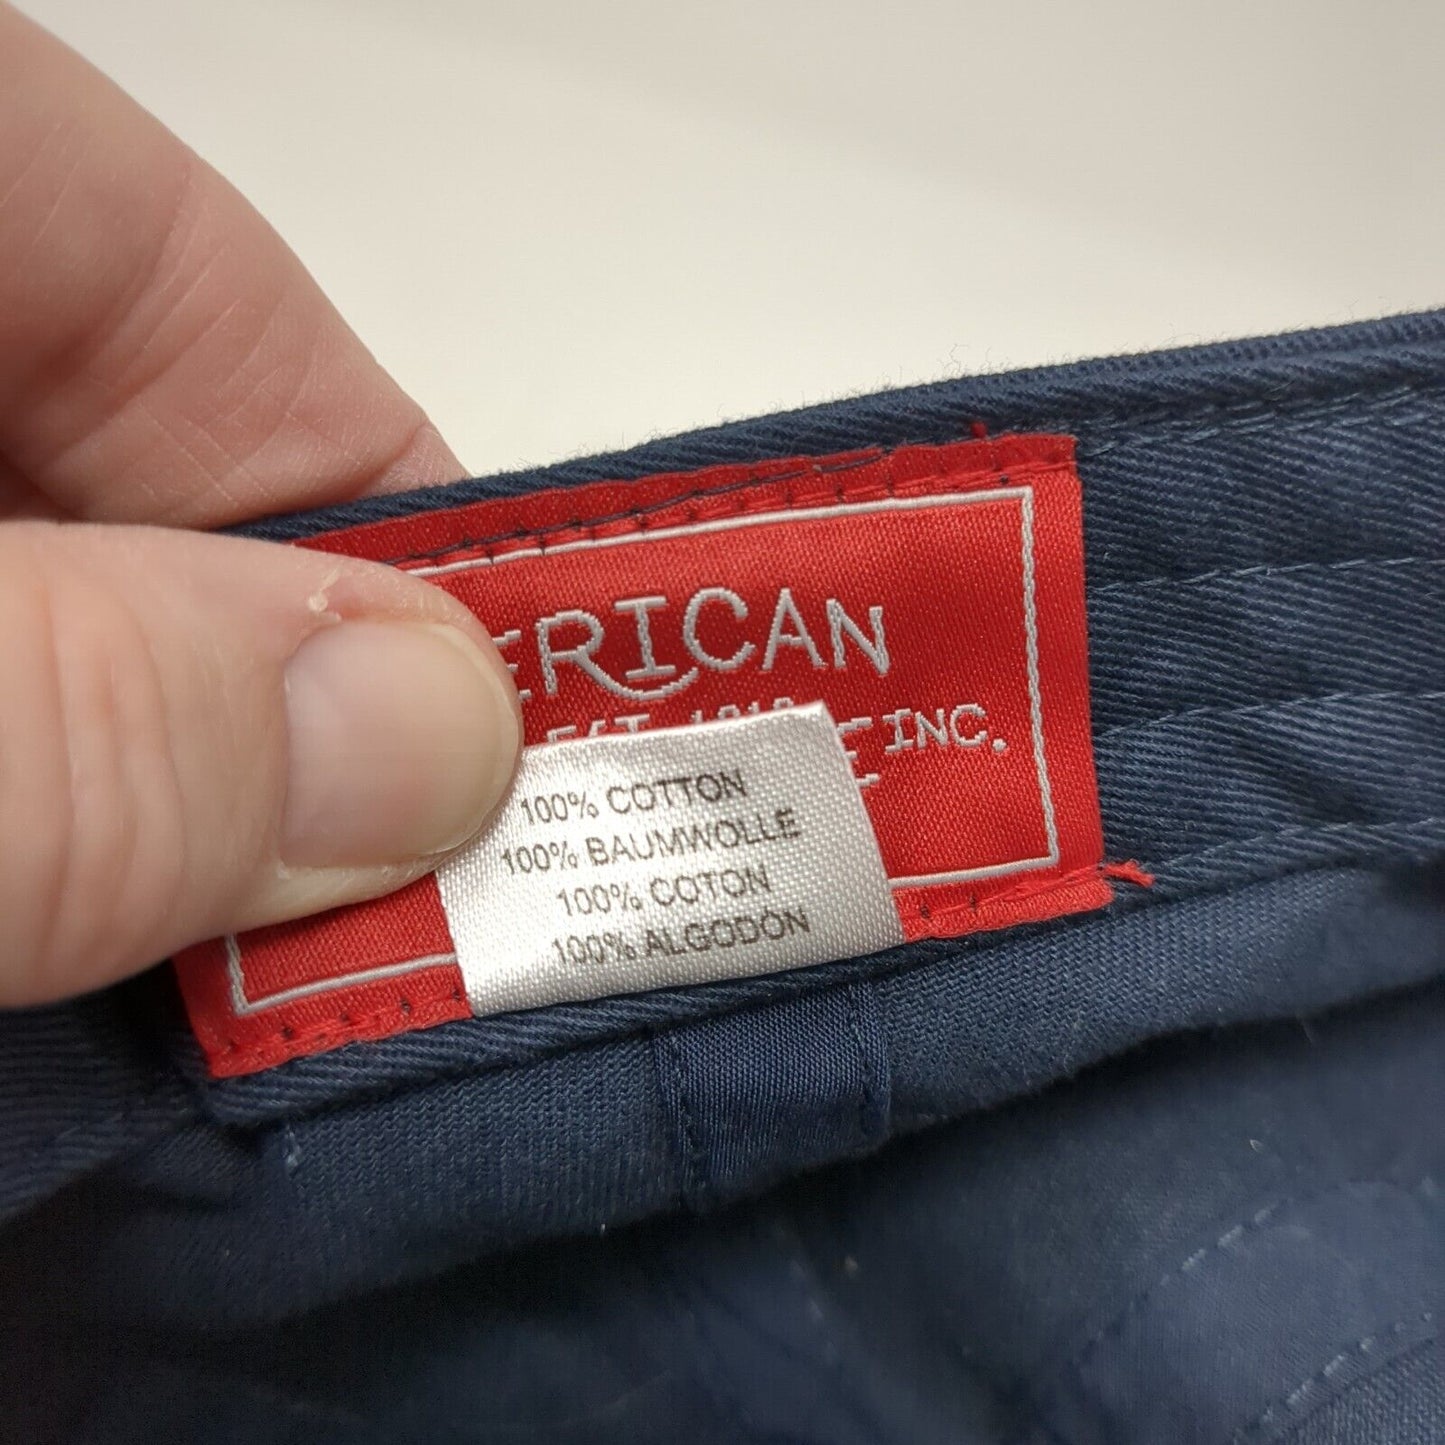 ERICAN
INC.
100% COTTON
100% BAUMWOLLE
100% COTON
100% ALGODÓN